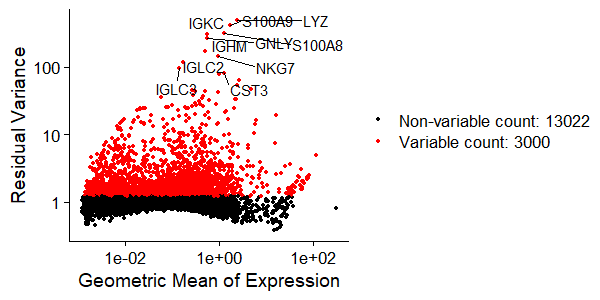 IGKC S100A9 LYZ
IGHM GNLY S100A8
IGLC2 NKG7
IGLC3 CST3
100
10
1
Residual Variance
1e-02 1e+00 1e+02
Geometric Mean of Expression
Non-variable count: 13022
Variable count: 3000